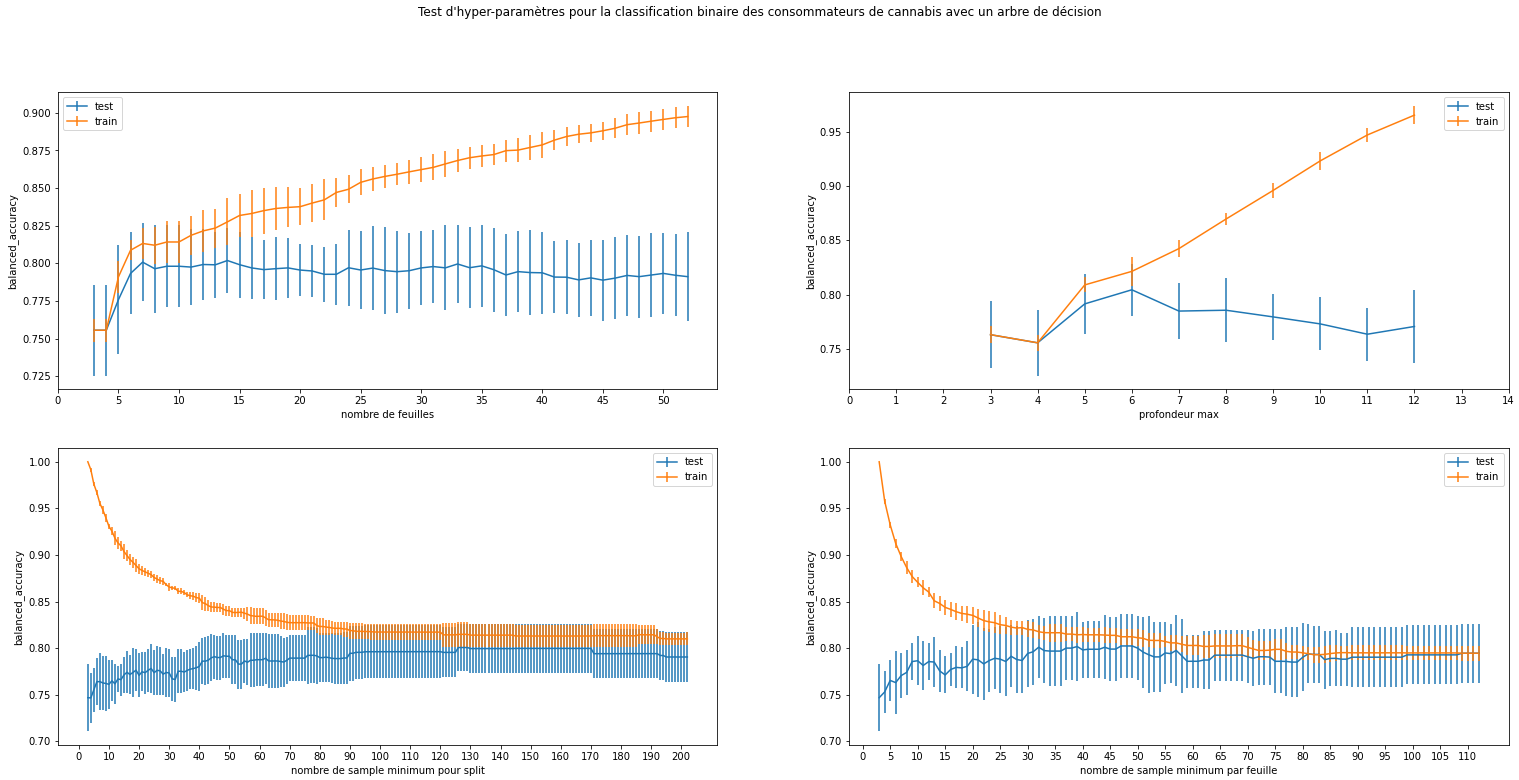 Test d'hyper-paramètres pour la classification binaire des consommateurs de cannabis avec un arbre de décision
test
train
balanced_accuracy
0.900
0.875
0.850
0.825
0.800
0.775
0.750
0.725
0 5 10 15 20 25 30 35 40 45 50
nombre de feuilles
test
train
balanced_accuracy
0.95
0.90
0.85
0.80
0.75
0 1 2 3 4 5 6 7 8 9 10 11 12 13 14
profondeur max
test
train
balanced_accuracy
1.00
0.95
0.90
0.85
0.80
0.75
0.70
0 10 20 30 40 50 60 70 80 90 100 110 120 130 140 150 160 170 180 190 200
nombre de sample minimum pour split
test
train
balanced_accuracy
1.00
0.95
0.90
0.85
0.80
0.75
0.70
0 5 10 15 20 25 30 35 40 45 50 55 60 65 70 75 80 85 90 95 100 105 110
nombre de sample minimum par feuille